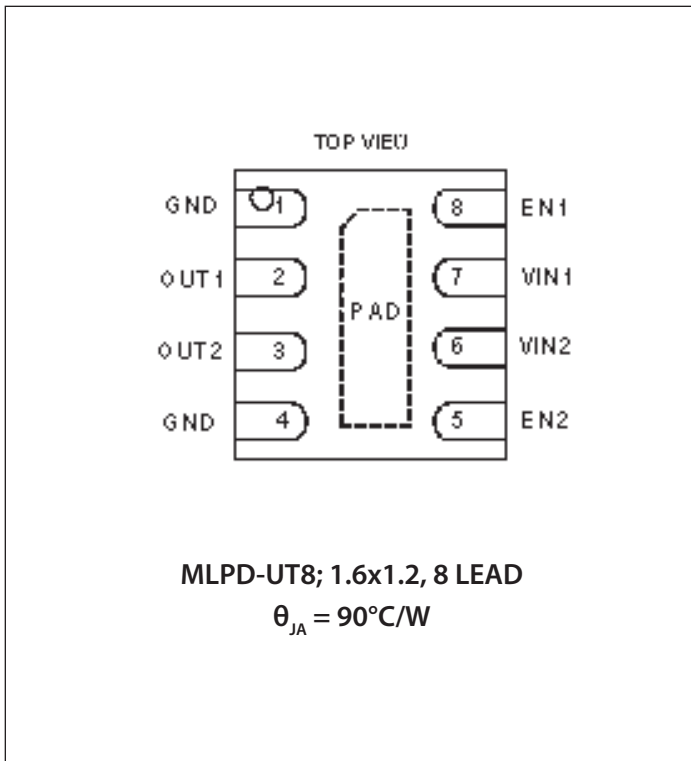 TOP VIEW
GND 1 8 EN1
OUT1 2 7 VIN1
PAD
OUT2 3 6 VIN2
GND 4 5 EN2
MLPD-UT8; 1.6x1.2, 8 LEAD
θJA = 90°C/W